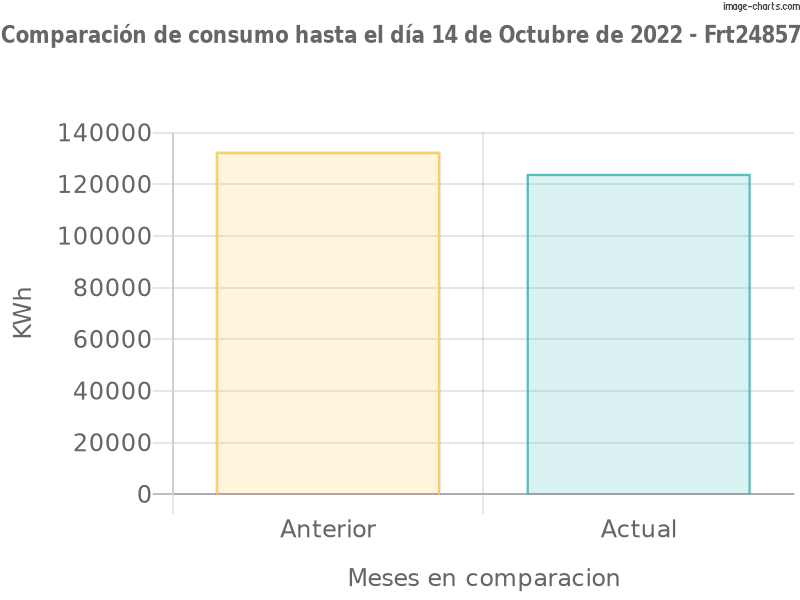 image-charts.com
Comparación de consumo hasta el día 14 de Octubre de 2022 - Frt24857
140000
120000
100000
80000
60000
40000
20000
0
KWh
Anterior
Actual
Meses en comparacion